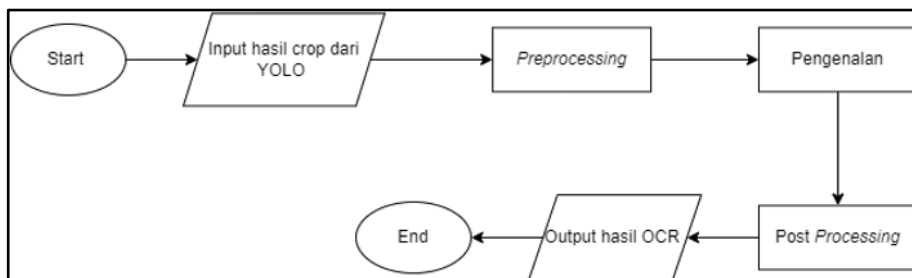 Start
Input hasil crop dari
YOLO
Preprocessing
Pengenalan
Post Processing
Output hasil OCR
End